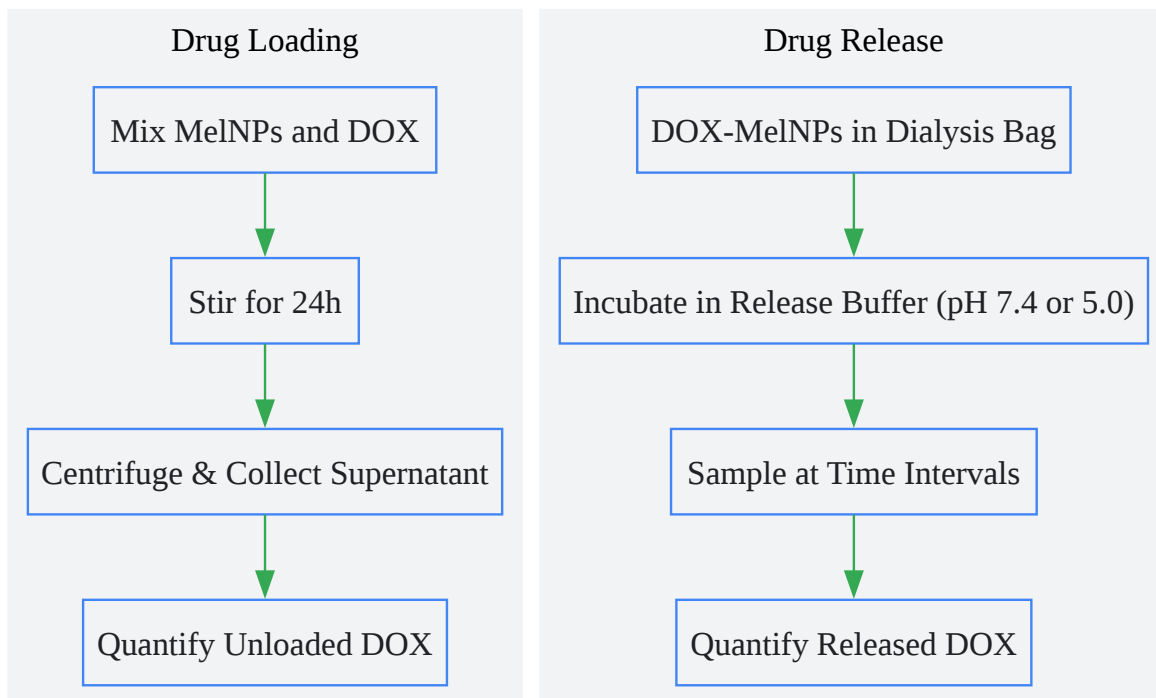 Drug Loading
Mix MelNPs and DOX
Stir for 24h
Centrifuge & Collect Supernatant
Quantify Unloaded DOX
Drug Release
DOX-MelNPs in Dialysis Bag
Incubate in Release Buffer (pH 7.4 or 5.0)
Sample at Time Intervals
Quantify Released DOX